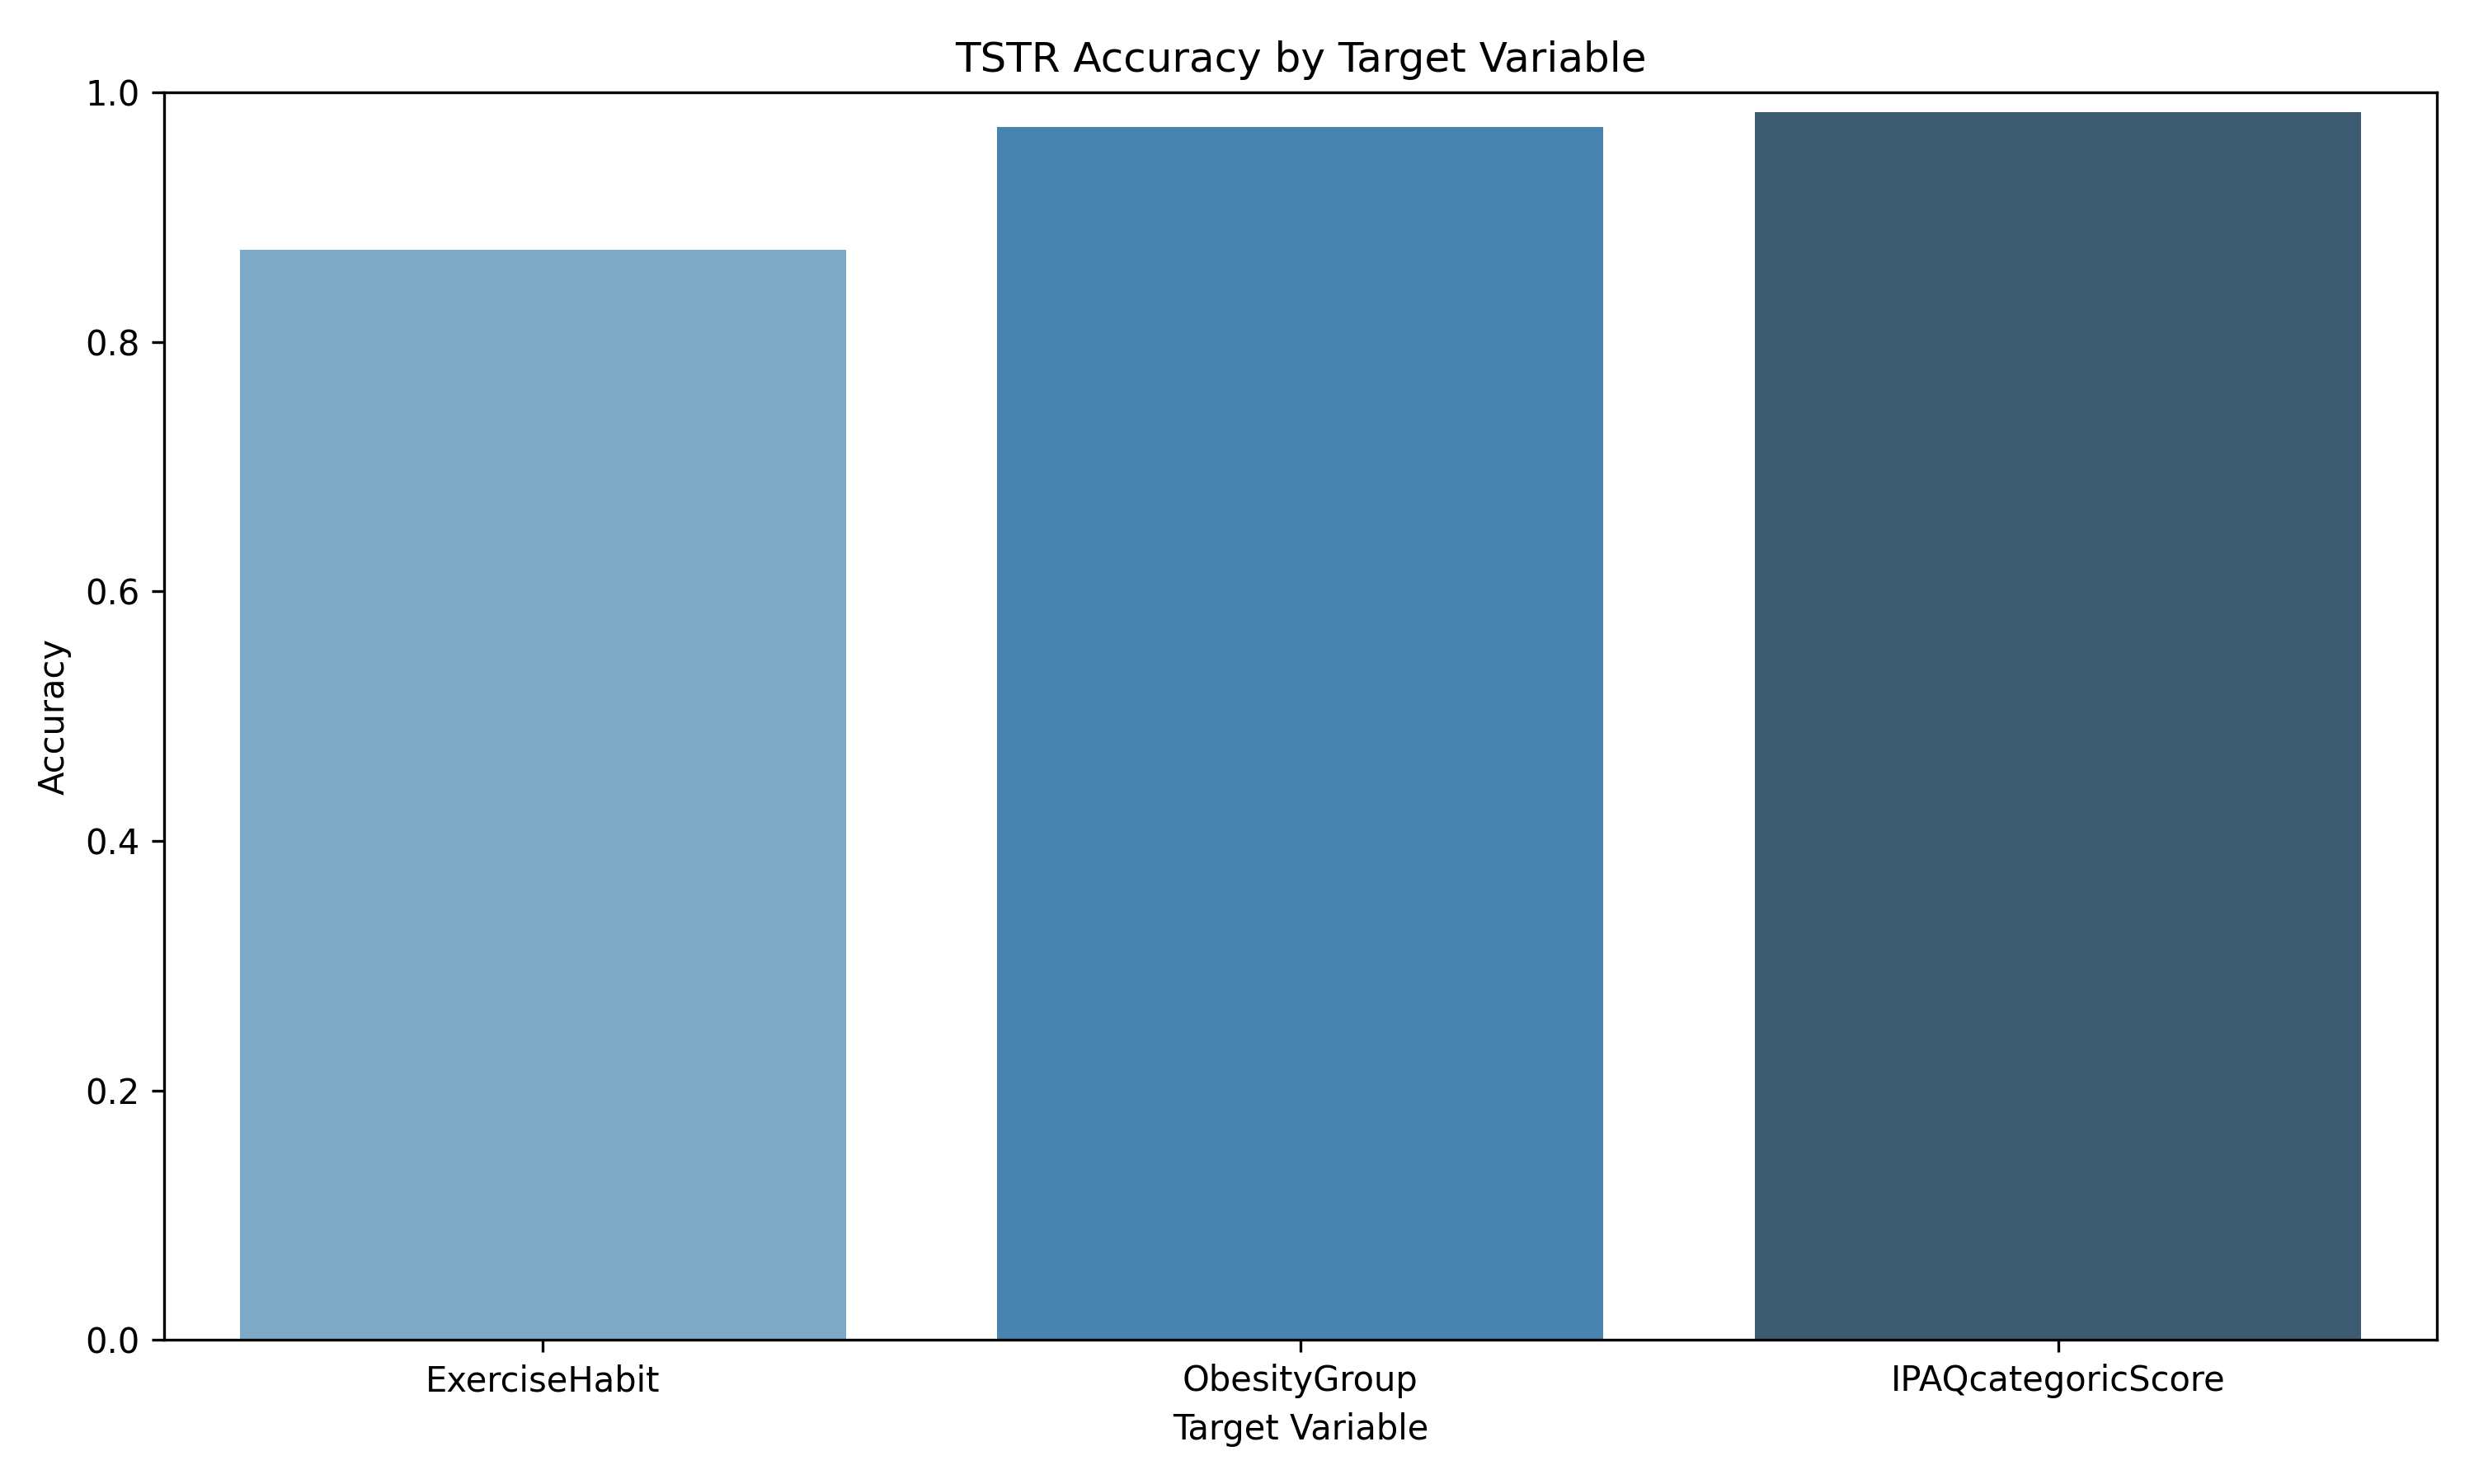 TSTR Accuracy by Target Variable
1.0
0.8
0.6
0.4
0.2
0.0
Accuracy
ExerciseHabit
ObesityGroup
IPAQcategoricScore
Target Variable